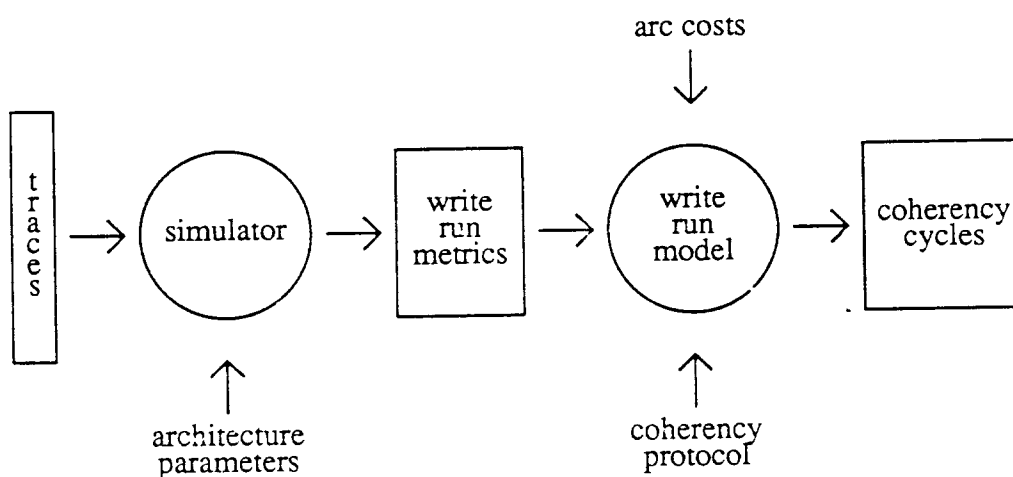 arc costs
traces
simulator
write
run
metrics
write
run
model
coherency
cycles
architecture
parameters
coherency
protocol